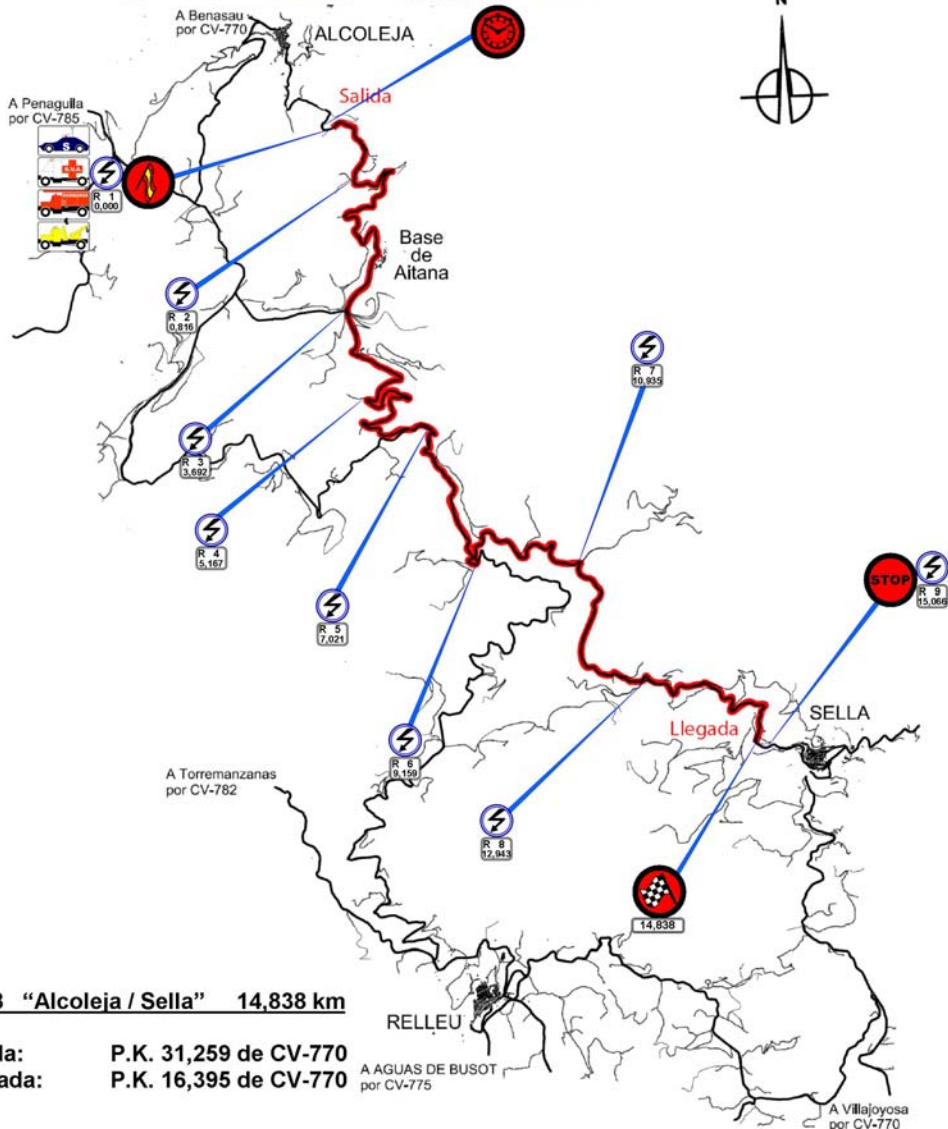 A Benasau
por CV-770
ALCOLEJA
N
Salida
A Penaguila
por CV-785
S
R 1
0,000
Base
de
Aitana
R 2
0,816
R 7
10,935
R 3
3,692
R 4
5,167
STOP
R 9
15,066
R 5
7,021
SELLA
Llegada
R 6
9,159
A Torremanzanas
por CV-782
R 8
12,943
14,838
“Alcoleja / Sella” 14,838 km
RELLEU
P.K. 31,259 de CV-770
P.K. 16,395 de CV-770
A AGUAS DE BUSOT
por CV-775
A Villajoyosa
por CV-770